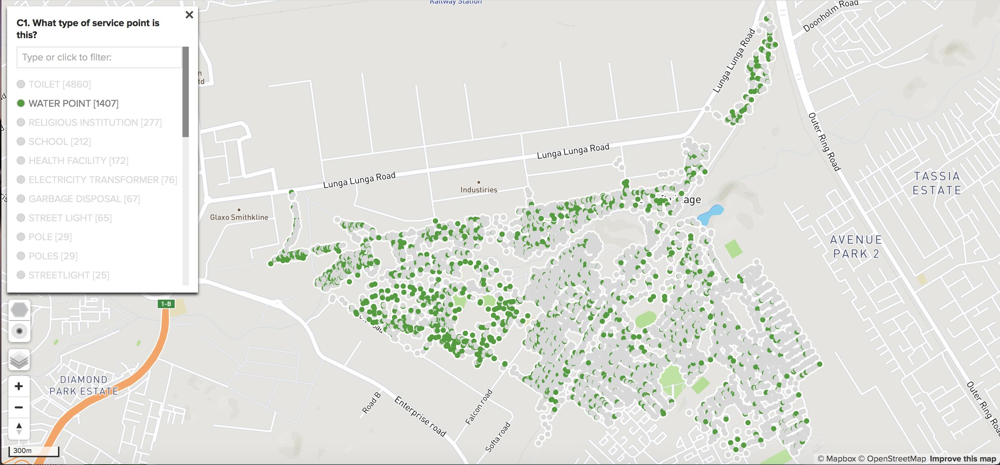 Railway Station
C1. What type of service point is
this?
Type or click to filter:
TOILET [4860]
WATER POINT [1407]
RELIGIOUS INSTITUTION [277]
SCHOOL [212]
HEALTH FACILITY [172]
ELECTRICITY TRANSFORMER [76]
GARBAGE DISPOSAL [67]
STREET LIGHT [65]
POLE [29]
POLES [29]
STREETLIGHT [25]
Doonholm Road
Lunga Lunga Road
Outer Ring Road
Lunga Lunga Road
Lunga Lunga Road
Industiries
Glaxo Smithkline
TASSIA
ESTATE
AVENUE
PARK 2
1-B
DIAMOND
PARK ESTATE
Road B
Enterprise road
Falcon road
Softa road
Outer Ring Road
300m
© Mapbox © OpenStreetMap Improve this map